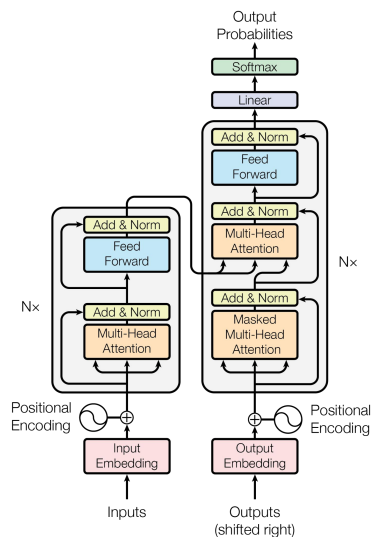 Output
Probabilities
Softmax
Linear
Add & Norm
Feed
Forward
Add & Norm
Multi-Head
Attention
Add & Norm
Masked
Multi-Head
Attention
N×
Add & Norm
Feed
Forward
N×
Add & Norm
Multi-Head
Attention
Positional
Encoding
Positional
Encoding
Input
Embedding
Output
Embedding
Inputs
Outputs
(shifted right)